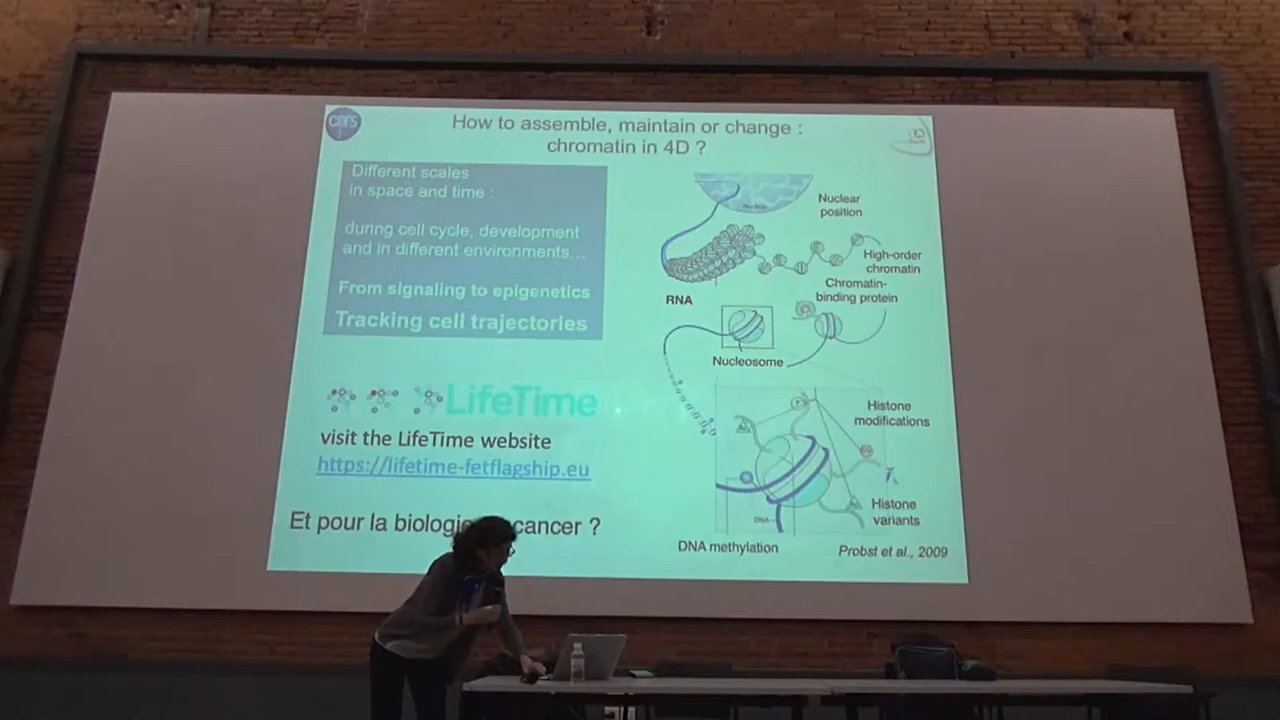 cnrs
How to assemble, maintain or change :
chromatin in 4D ?
Different scales
in space and time :
during cell cycle, development
and in different environments...
From signaling to epigenetics
Tracking cell trajectories
LifeTime
visit the LifeTime website
https://lifetime-fetflagship.eu
Et pour la biologie cancer ?
Nuclear
position
High-order
chromatin
Chromatin-
binding protein
RNA
Nucleosome
Histone
modifications
Histone
variants
DNA
DNA methylation
Probst et al., 2009